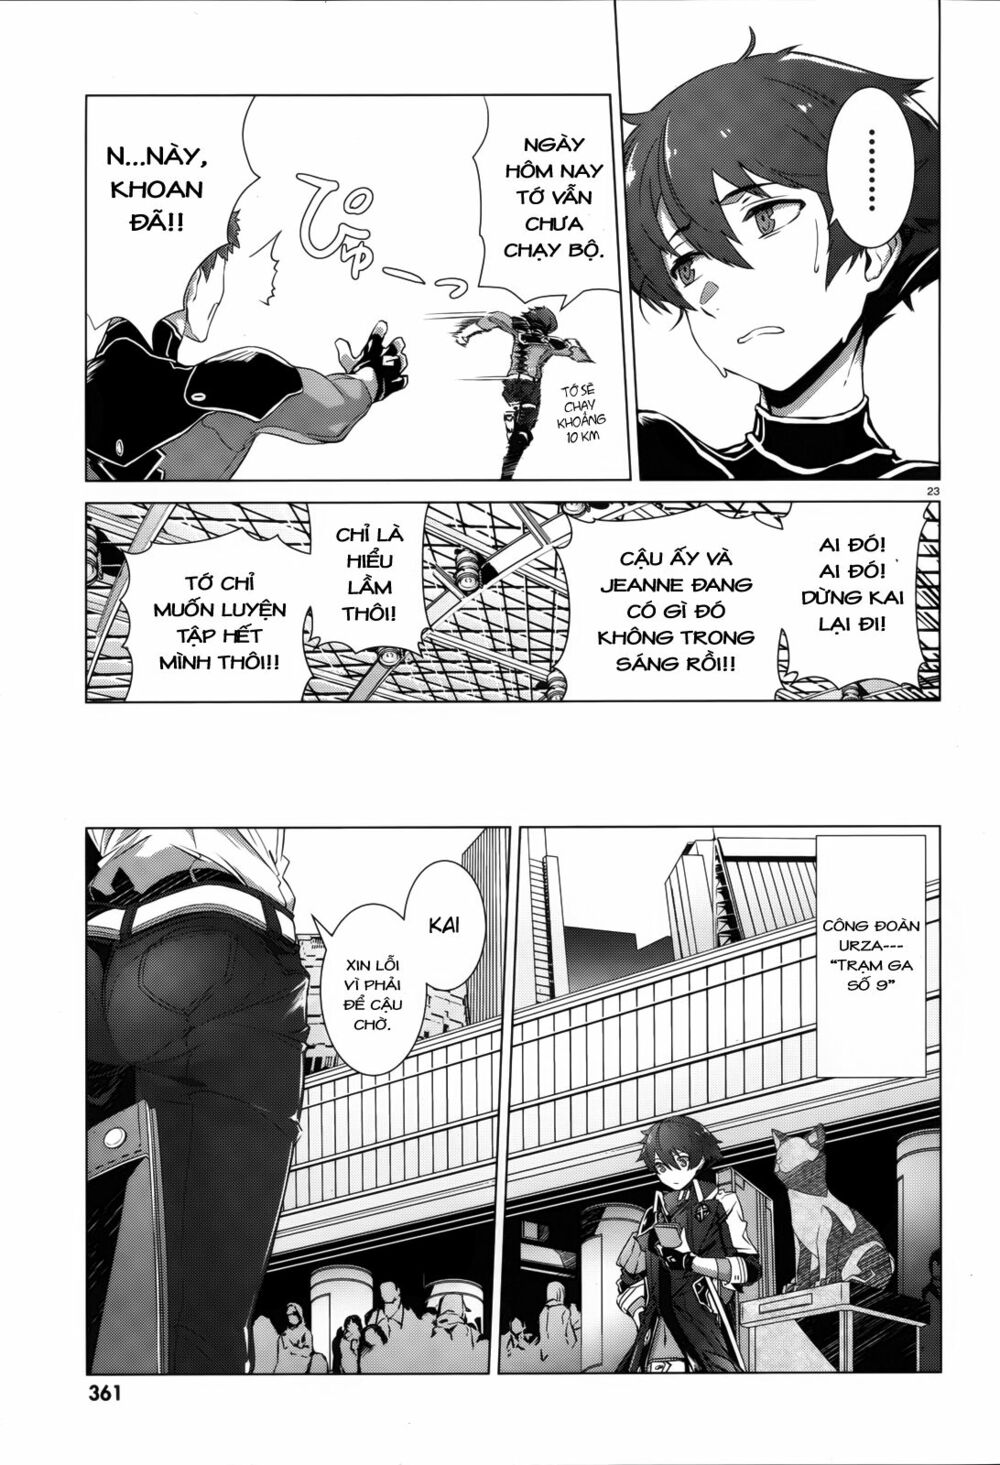 .........
NGÀY
HÔM NAY
TỚ VẪN
CHƯA
CHẠY BỘ.
TỚ SẼ
CHẠY
KHOẢNG
10 KM
ぴゅーっ
N...NÀY,
KHOAN
ĐÃ!!
23
AI ĐÓ!
AI ĐÓ!
DỪNG KAI
LẠI ĐI!
CẬU ẤY VÀ
JEANNE ĐANG
CÓ GÌ ĐÓ
KHÔNG TRONG
SÁNG RỒI!!
CHỈ LÀ
HIỂU
LẦM
THÔI!
TỚ CHỈ
MUỐN LUYỆN
TẬP HẾT
MÌNH THÔI!!
CÔNG ĐOÀN
URZA---
"TRẠM GA
SỐ 9"
KAI
XIN LỖI
VÌ PHẢI
ĐỂ CẬU
CHỜ.
361